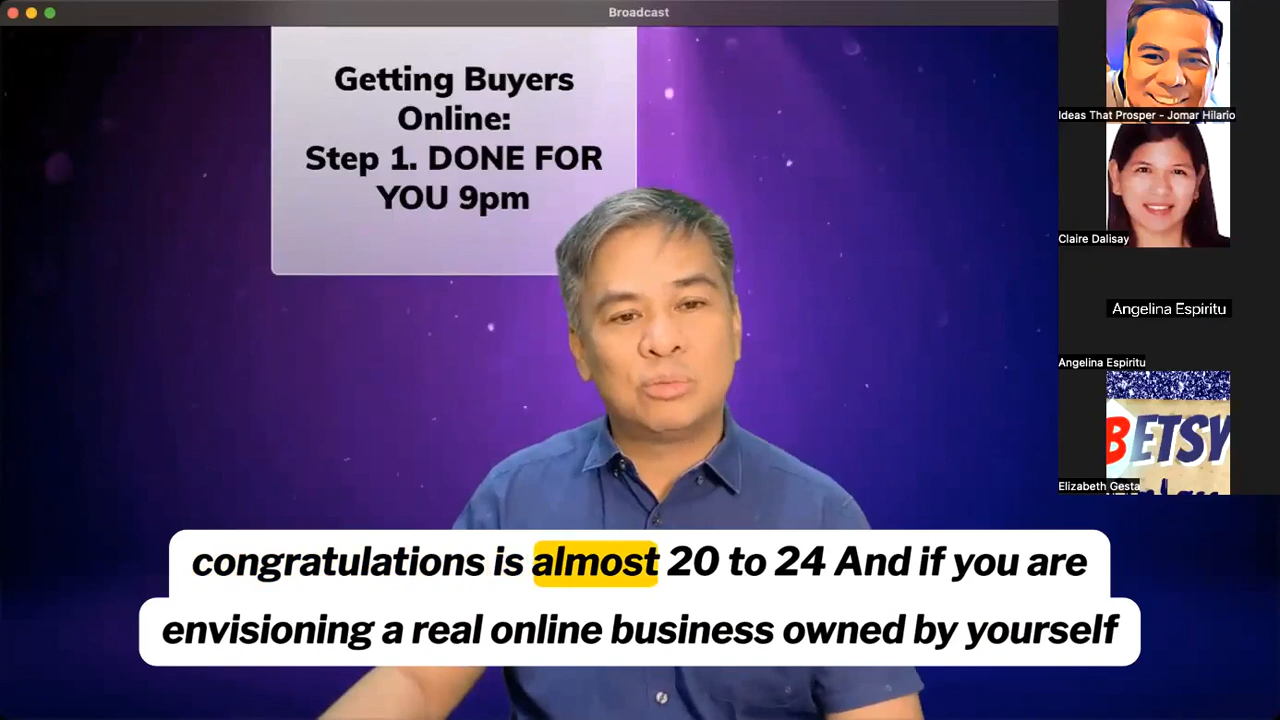 Broadcast
Getting Buyers
Online:
Step 1. DONE FOR
YOU 9pm
Ideas That Prosper - Jomar Hilario
Claire Dalisay
Angelina Espiritu
Angelina Espiritu
BETSY
Elizabeth Gesta
congratulations is almost 20 to 24 And if you are
envisioning a real online business owned by yourself